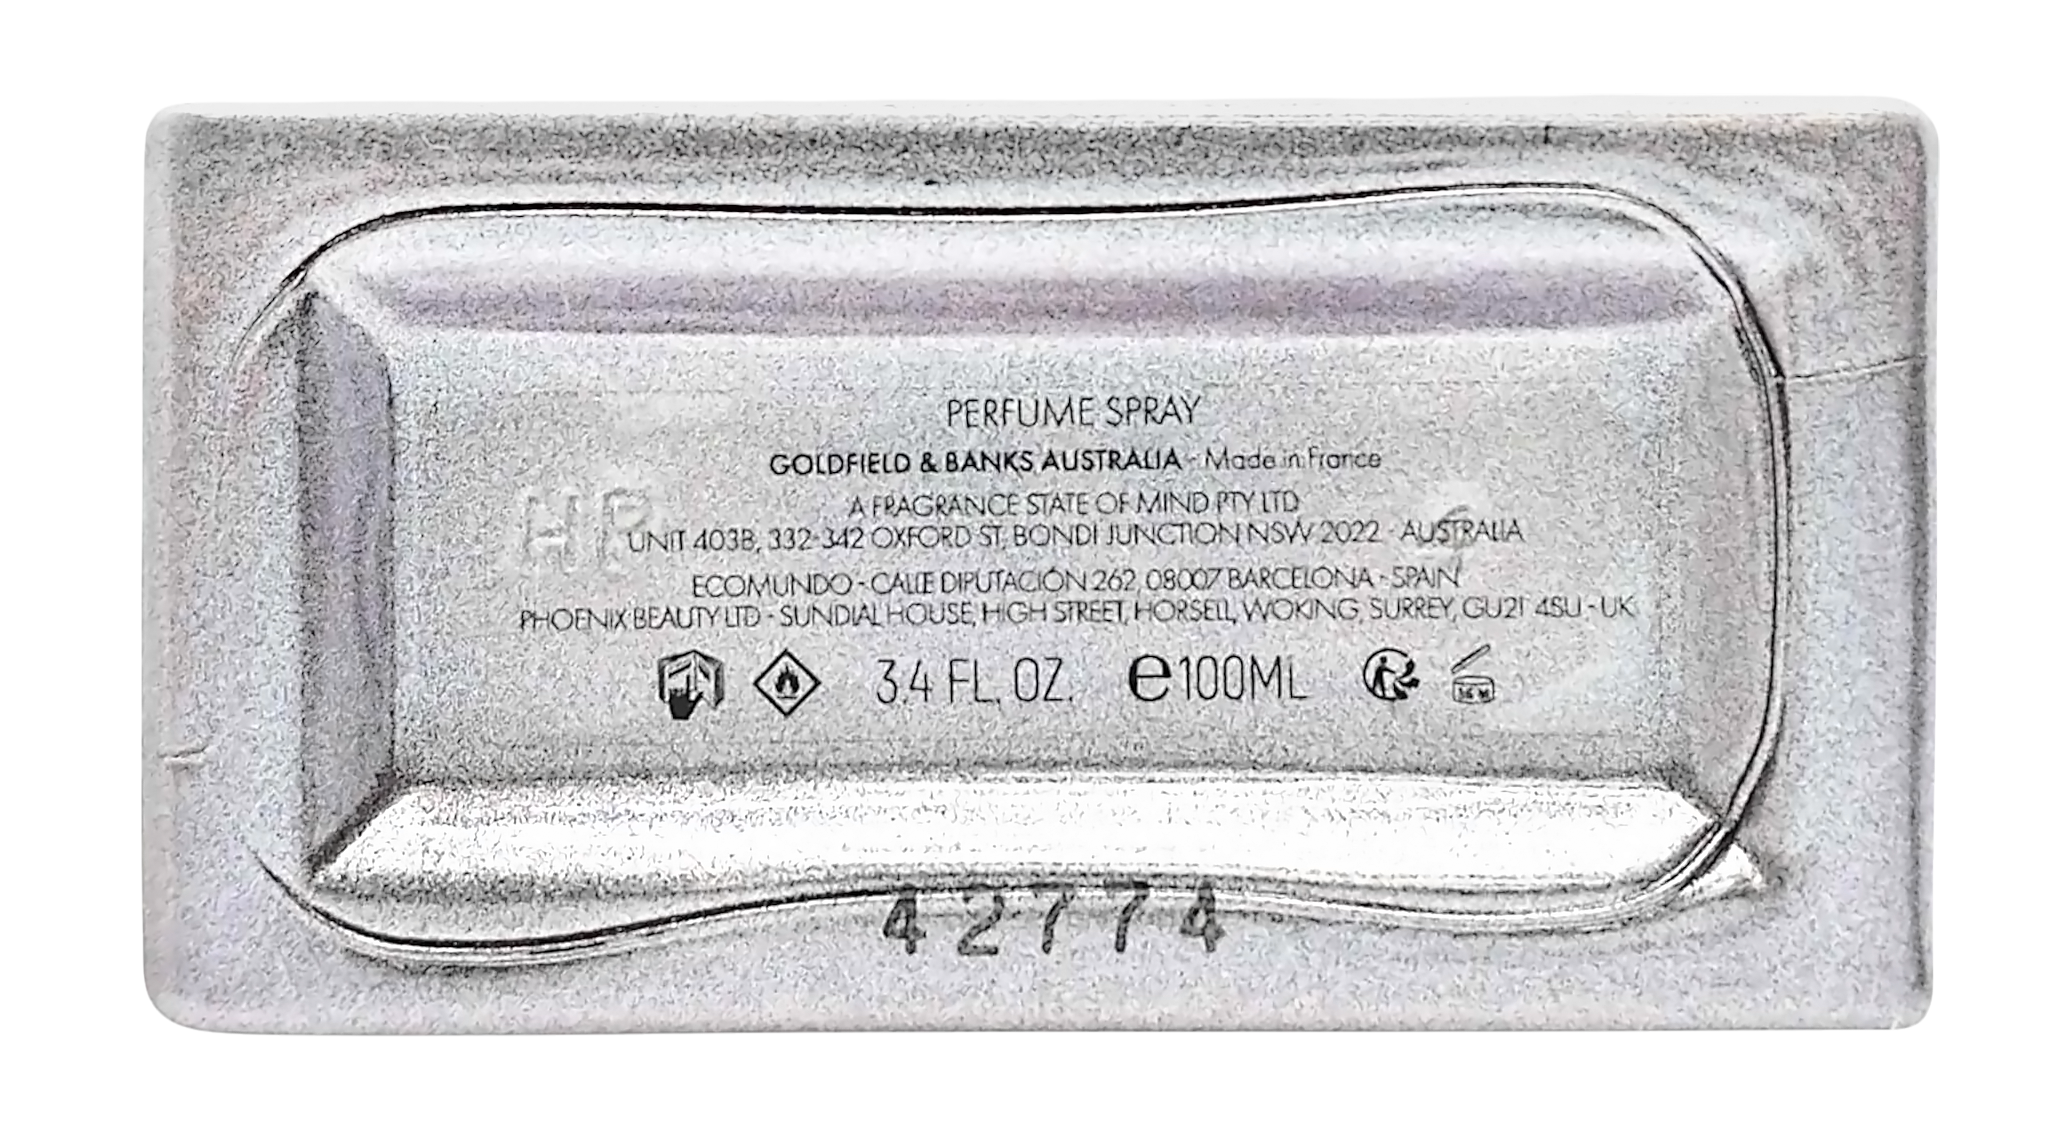 PERFUME SPRAY
GOLDFIELD & BANKS AUSTRALIA - Made in France
A FRAGRANCE STATE OF MIND PTY LTD
HP
UNIT 403B, 332-342 OXFORD ST, BONDI JUNCTION NSW 2022 - AUSTRALIA
ECOMUNDO - CALLE DIPUTACIÓN 262, 08007 BARCELONA - SPAIN
PHOENIX BEAUTY LTD - SUNDIAL HOUSE, HIGH STREET, HORSELL, WOKING, SURREY, GU21 4SU - UK
3.4 FL. OZ. e100ML
42774